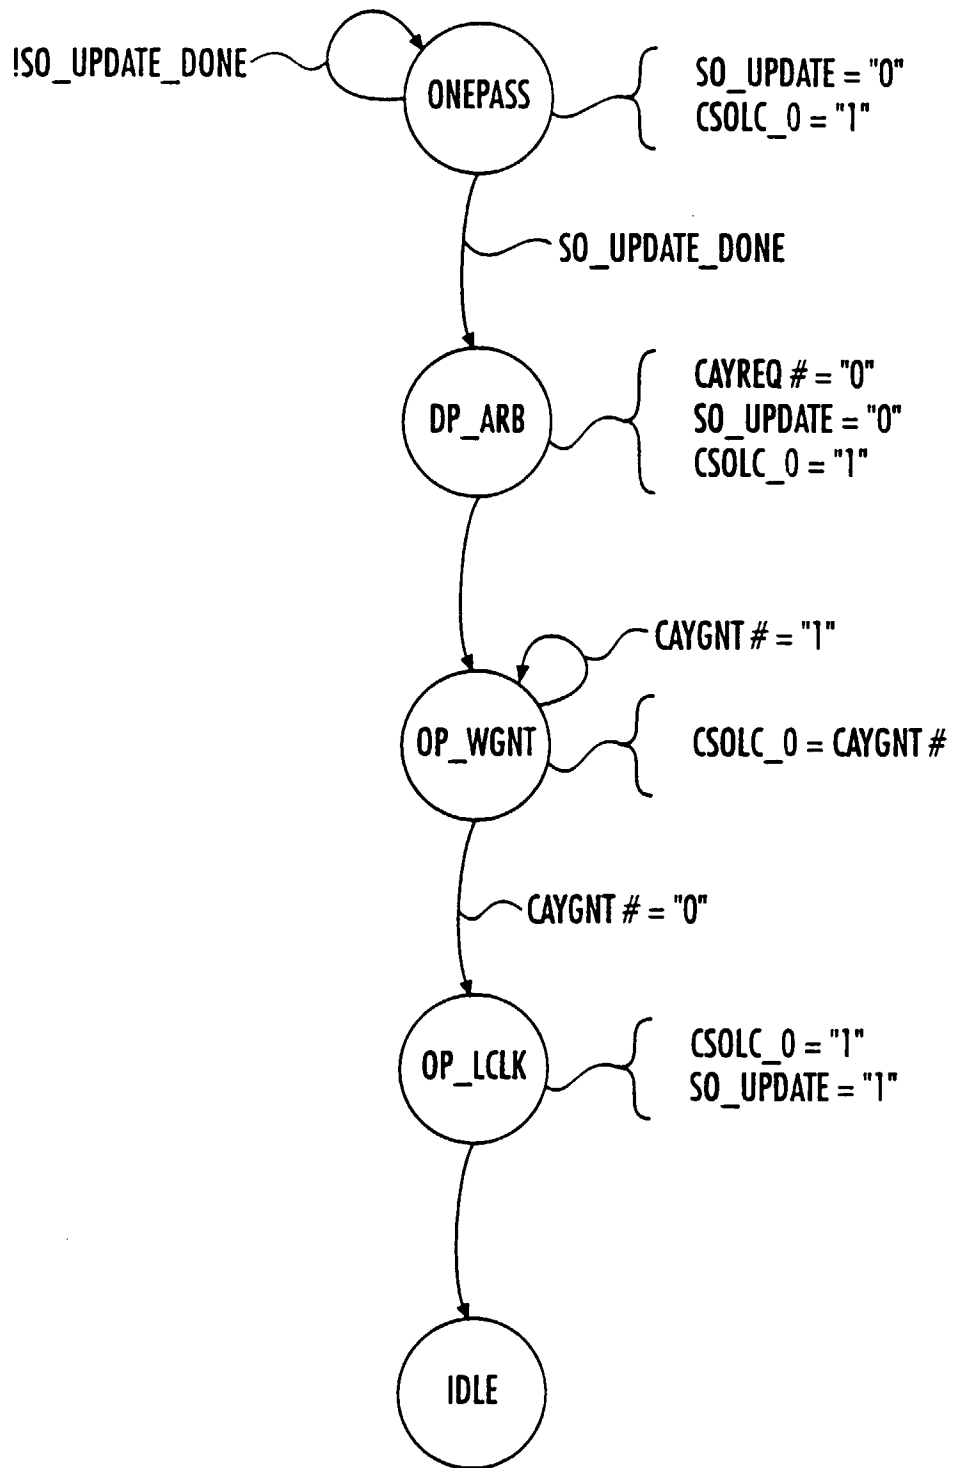 !SO_UPDATE_DONE
ONEPASS
SO_UPDATE = "0"
CSOLC_0 = "1"
SO_UPDATE_DONE
DP_ARB
CAYREQ # = "0"
SO_UPDATE = "0"
CSOLC_0 = "1"
CAYGNT # = "1"
OP_WGNT
CSOLC_0 = CAYGNT #
CAYGNT # = "0"
OP_LCLK
CSOLC_0 = "1"
SO_UPDATE = "1"
IDLE